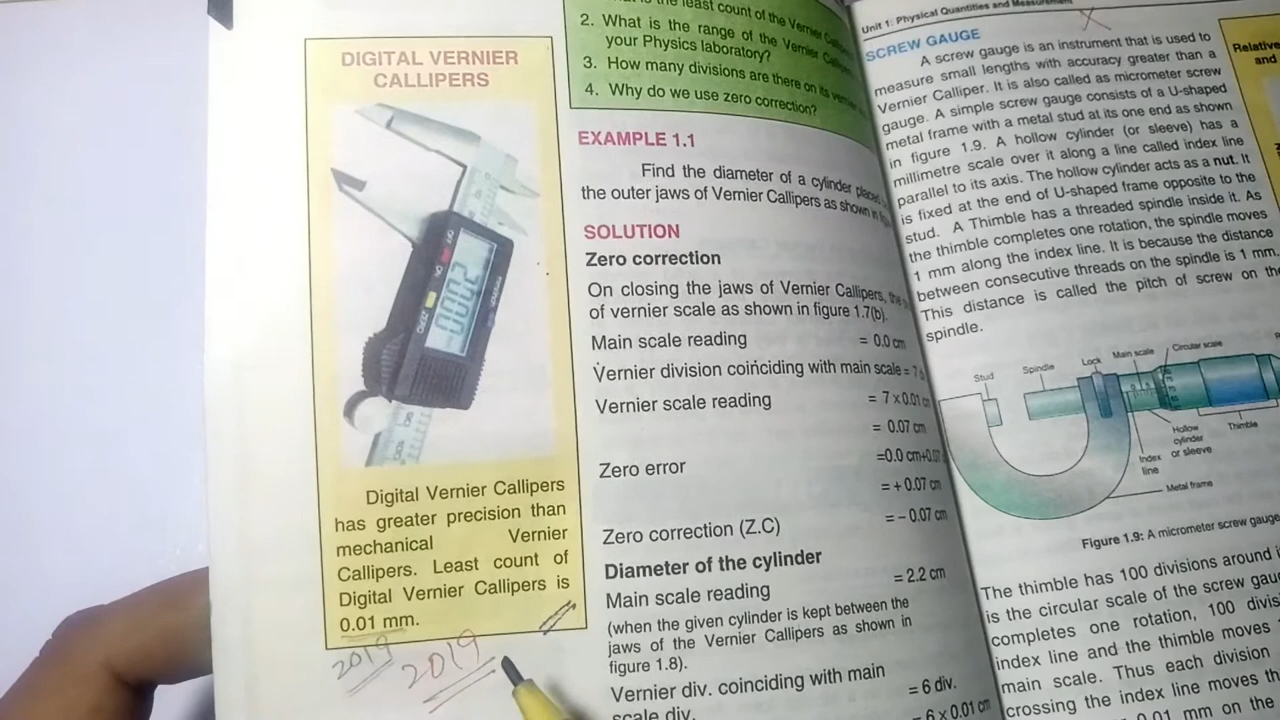 DIGITAL VERNIER
CALLIPERS
Digital Vernier Callipers
has greater precision than
mechanical Vernier
Callipers. Least count of
Digital Vernier Callipers is
0.01 mm.
2019 2019
the least count of the Vernier
2. What is the range of the Vernier
your Physics laboratory?
3. How many divisions are there on its vernier
4. Why do we use zero correction?
EXAMPLE 1.1
Find the diameter of a cylinder placed
the outer jaws of Vernier Callipers as shown in
SOLUTION
Zero correction
On closing the jaws of Vernier Callipers, the
of vernier scale as shown in figure 1.7(b).
Main scale reading = 0.0 cm
Vernier division coinciding with main scale = 7
Vernier scale reading = 7 x 0.01 cm
= 0.07 cm
Zero error =0.0 cm+0.07
= + 0.07 cm
Zero correction (Z.C) = – 0.07 cm
Diameter of the cylinder
Main scale reading = 2.2 cm
(when the given cylinder is kept between the
jaws of the Vernier Callipers as shown in
figure 1.8).
Vernier div. coinciding with main
scale div. = 6 div.
= 6 x 0.01 cm
Unit 1: Physical Quantities and Measurement
SCREW GAUGE
A screw gauge is an instrument that is used to
measure small lengths with accuracy greater than a
Vernier Calliper. It is also called as micrometer screw
gauge. A simple screw gauge consists of a U-shaped
metal frame with a metal stud at its one end as shown
in figure 1.9. A hollow cylinder (or sleeve) has a
millimetre scale over it along a line called index line
parallel to its axis. The hollow cylinder acts as a nut. It
is fixed at the end of U-shaped frame opposite to the
stud. A Thimble has a threaded spindle inside it. As
the thimble completes one rotation, the spindle moves
1 mm along the index line. It is because the distance
between consecutive threads on the spindle is 1 mm.
This distance is called the pitch of screw on the
spindle.
Stud
Spindle
Lock
Main scale
Circular scale
Hollow
cylinder
or sleeve
Thimble
Index
line
Metal frame
Figure 1.9: A micrometer screw gauge
The thimble has 100 divisions around
is the circular scale of the screw
completes one rotation, 100
index line and the thimble moves
main scale. Thus each division
crossing the index line moves
0.01 mm on the
Relative
and